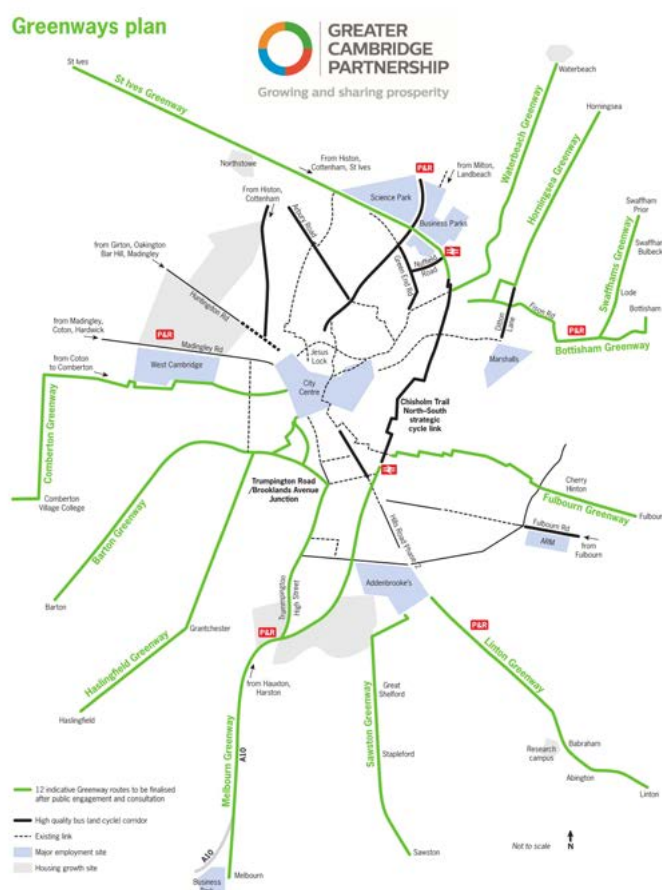 Greenways plan
GREATER
CAMBRIDGE
PARTNERSHIP
Growing and sharing prosperity
St Ives
St Ives Greenway
Waterbeach
Waterbeach Greenway
Horningsea
Horningsea Greenway
Northstowe
From Histon,
Cottenham, St Ives
P&R
from Milton,
Landbeach
From Histon,
Cottenham
Science Park
Business Parks
Arbury Road
Green End Rd
Nuffield
Road
Swaffham
Prior
Swaffham
Bulbeck
Swaffhams Greenway
Lode
Bottisham
from Girton, Oakington
Bar Hill, Madingley
Huntingdon Rd
Ditton
Lane
Fison Rd
P&R
Bottisham Greenway
from Madingley,
Coton, Hardwick
P&R
Madingley Rd
Jesus
Lock
Marshalls
from Coton
to Comberton
West Cambridge
City
Centre
Chisholm Trail
North–South
strategic
cycle link
Comberton Greenway
Comberton
Village College
Trumpington Road
/Brooklands Avenue
Junction
Cherry
Hinton
Fulbourn Greenway
Fulbourn
Barton Greenway
Hills Road Phase 2
Fulbourn Rd
ARM
from
Fulbourn
Barton
Addenbrooke's
Trumpington
High Street
Grantchester
P&R
P&R
Haslingfield Greenway
Linton Greenway
from Hauxton,
Harston
Great
Shelford
Haslingfield
Sawston Greenway
Melbourn Greenway
A10
Stapleford
Research
campus
Babraham
Abington
Linton
12 indicative Greenway routes to be finalised
after public engagement and consultation
High quality bus (and cycle) corridor
Existing link
Major employment site
Housing growth site
A10
Business
Melbourn
Sawston
Not to scale
N